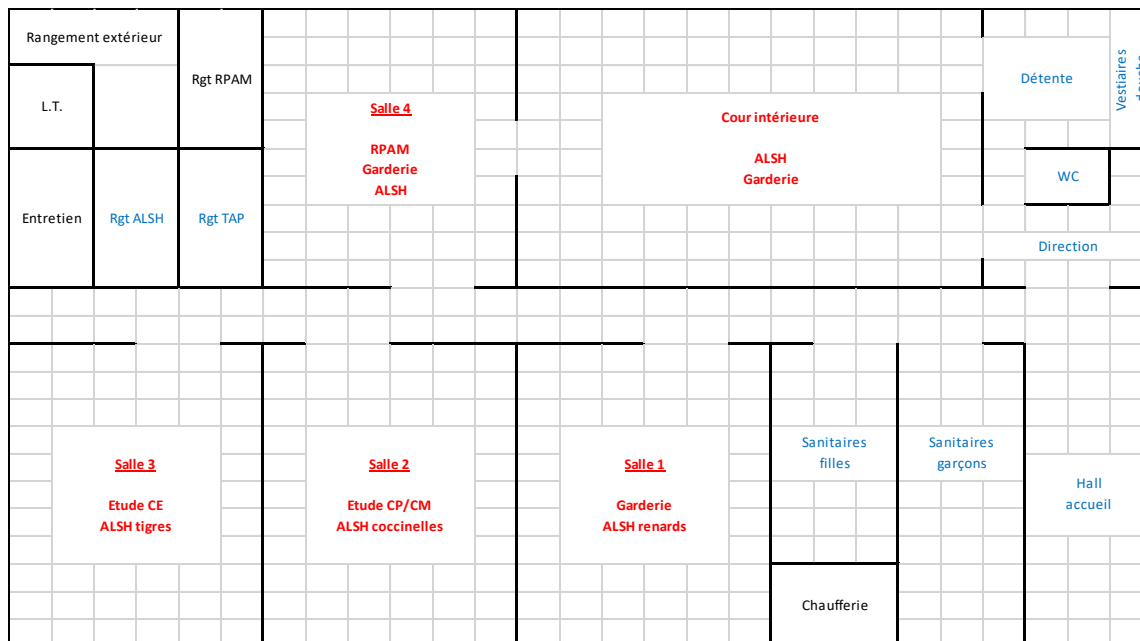 Rangement extérieur
Rgt RPAM
L.T.
Entretien
Rgt ALSH
Rgt TAP
Salle 4
RPAM
Garderie
ALSH
Cour intérieure
ALSH
Garderie
Détente
Vestiaires
WC
Direction
Salle 3
Etude CE
ALSH tigres
Salle 2
Etude CP/CM
ALSH coccinelles
Salle 1
Garderie
ALSH renards
Sanitaires
filles
Sanitaires
garçons
Hall
accueil
Chaufferie